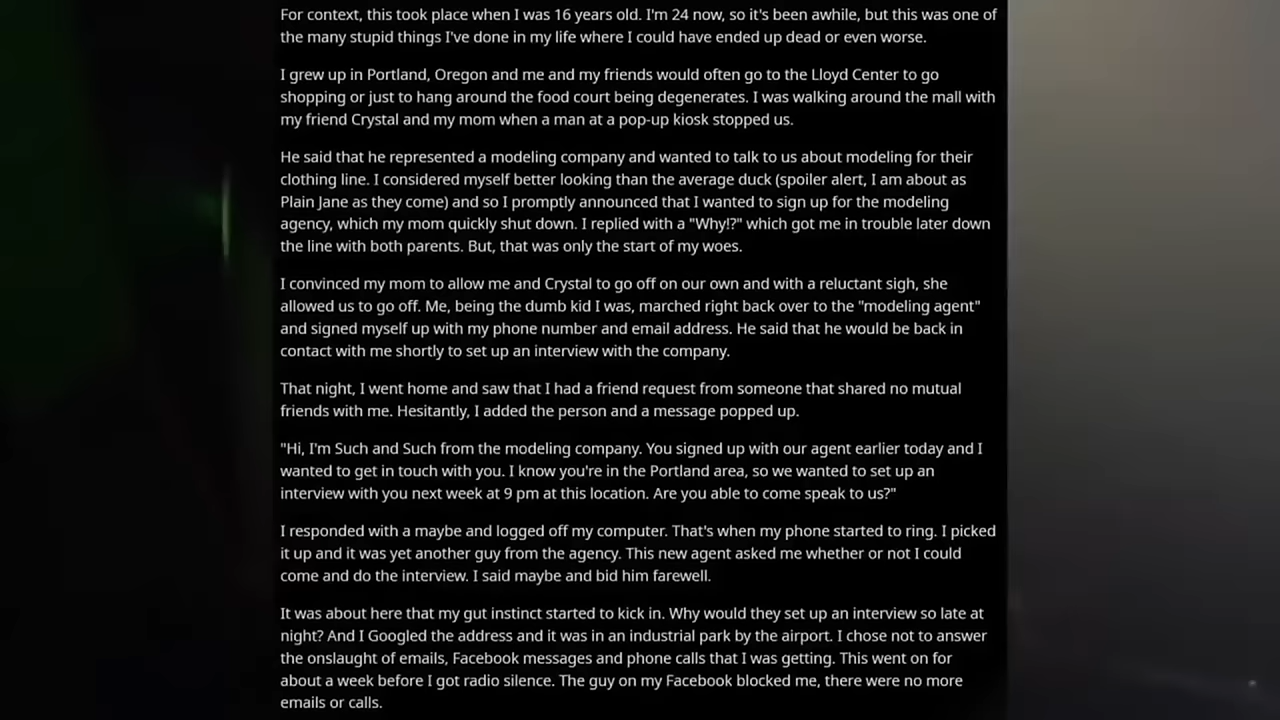 For context, this took place when I was 16 years old. I'm 24 now, so it's been awhile, but this was one of
the many stupid things I've done in my life where I could have ended up dead or even worse.
I grew up in Portland, Oregon and me and my friends would often go to the Lloyd Center to go
shopping or just to hang around the food court being degenerates. I was walking around the mall with
my friend Crystal and my mom when a man at a pop-up kiosk stopped us.
He said that he represented a modeling company and wanted to talk to us about modeling for their
clothing line. I considered myself better looking than the average duck (spoiler alert, I am about as
Plain Jane as they come) and so I promptly announced that I wanted to sign up for the modeling
agency, which my mom quickly shut down. I replied with a "Why!?" which got me in trouble later down
the line with both parents. But, that was only the start of my woes.
I convinced my mom to allow me and Crystal to go off on our own and with a reluctant sigh, she
allowed us to go off. Me, being the dumb kid I was, marched right back over to the "modeling agent"
and signed myself up with my phone number and email address. He said that he would be back in
contact with me shortly to set up an interview with the company.
That night, I went home and saw that I had a friend request from someone that shared no mutual
friends with me. Hesitantly, I added the person and a message popped up.
"Hi, I'm Such and Such from the modeling company. You signed up with our agent earlier today and I
wanted to get in touch with you. I know you're in the Portland area, so we wanted to set up an
interview with you next week at 9 pm at this location. Are you able to come speak to us?"
I responded with a maybe and logged off my computer. That's when my phone started to ring. I picked
it up and it was yet another guy from the agency. This new agent asked me whether or not I could
come and do the interview. I said maybe and bid him farewell.
It was about here that my gut instinct started to kick in. Why would they set up an interview so late at
night? And I Googled the address and it was in an industrial park by the airport. I chose not to answer
the onslaught of emails, Facebook messages and phone calls that I was getting. This went on for
about a week before I got radio silence. The guy on my Facebook blocked me, there were no more
emails or calls.